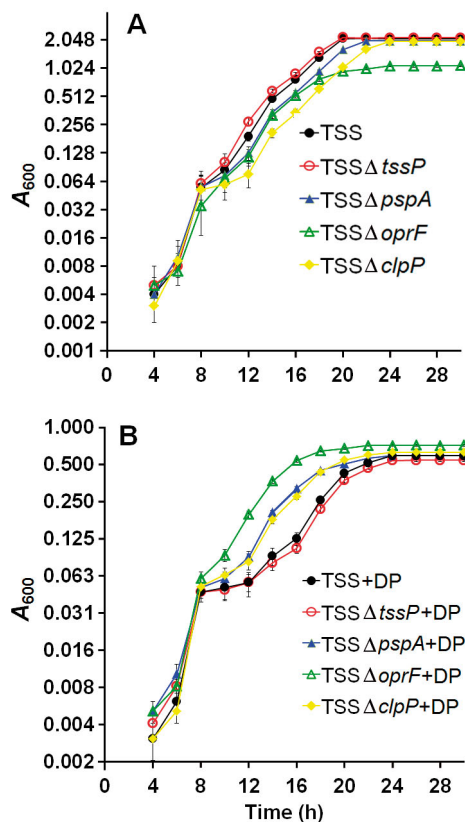 A
2.048
1.024
0.512
0.256
0.128
0.064
0.032
0.016
0.008
0.004
0.002
0.001
A600
TSS
TSSΔtssP
TSSΔpspA
TSSΔoprF
TSSΔclpP
0 4 8 12 16 20 24 28
B
1.000
0.500
0.250
0.125
0.063
0.031
0.016
0.008
0.004
0.002
A600
TSS+DP
TSSΔtssP+DP
TSSΔpspA+DP
TSSΔoprF+DP
TSSΔclpP+DP
0 4 8 12 16 20 24 28
Time (h)